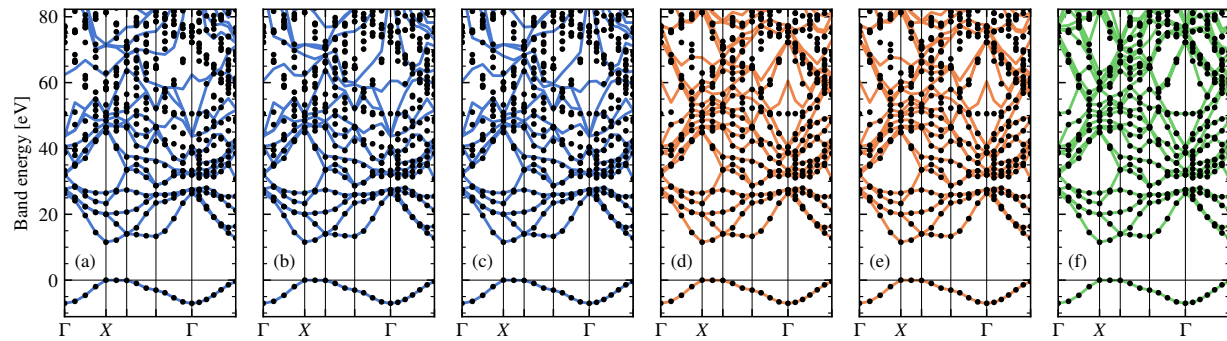 80
60
40
20
0
Band energy [eV]
(a)
(b)
(c)
(d)
(e)
(f)
Γ X Γ
Γ X Γ
Γ X Γ
Γ X Γ
Γ X Γ
Γ X Γ